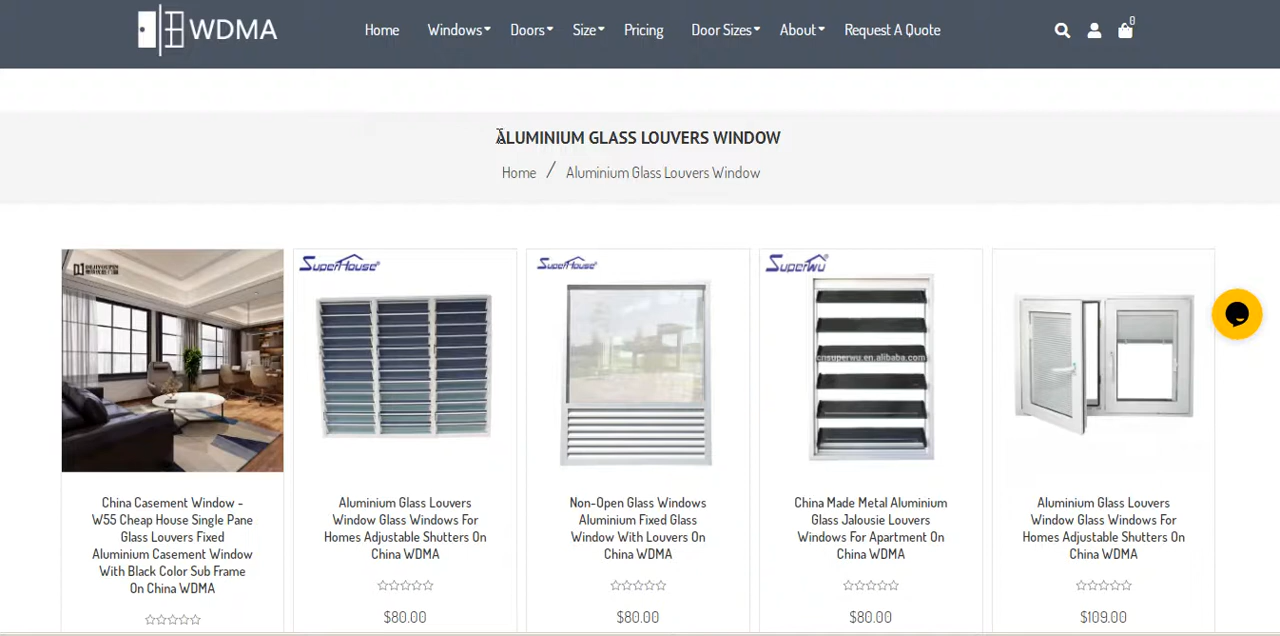 WDMA
Home Windows Doors Size Pricing Door Sizes About Request A Quote
0
ALUMINIUM GLASS LOUVERS WINDOW
Home / Aluminium Glass Louvers Window
SuperHouse
SuperHouse
SuperWu
cnsuperwu.en.alibaba.com
China Casement Window -
W55 Cheap House Single Pane
Glass Louvers Fixed
Aluminium Casement Window
With Black Color Sub Frame
On China WDMA
Aluminium Glass Louvers
Window Glass Windows For
Homes Adjustable Shutters On
China WDMA
$80.00
Non-Open Glass Windows
Aluminium Fixed Glass
Window With Louvers On
China WDMA
$80.00
China Made Metal Aluminium
Glass Jalousie Louvers
Windows For Apartment On
China WDMA
$80.00
Aluminium Glass Louvers
Window Glass Windows For
Homes Adjustable Shutters On
China WDMA
$109.00